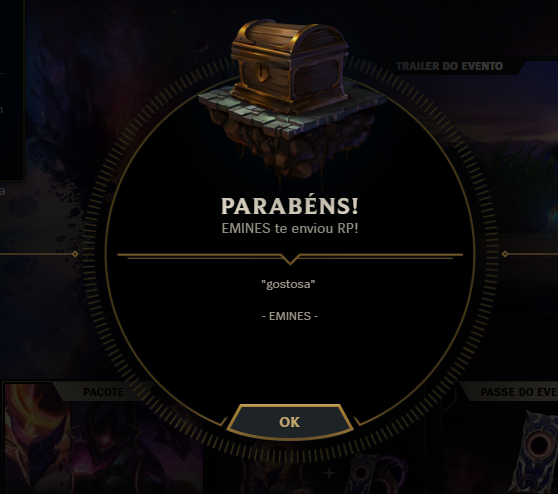 TRAILER DO EVENTO
PARABÉNS!
EMINES te enviou RP!
"gostosa"
- EMINES -
PACOTE
PASSE DO EVE
OK